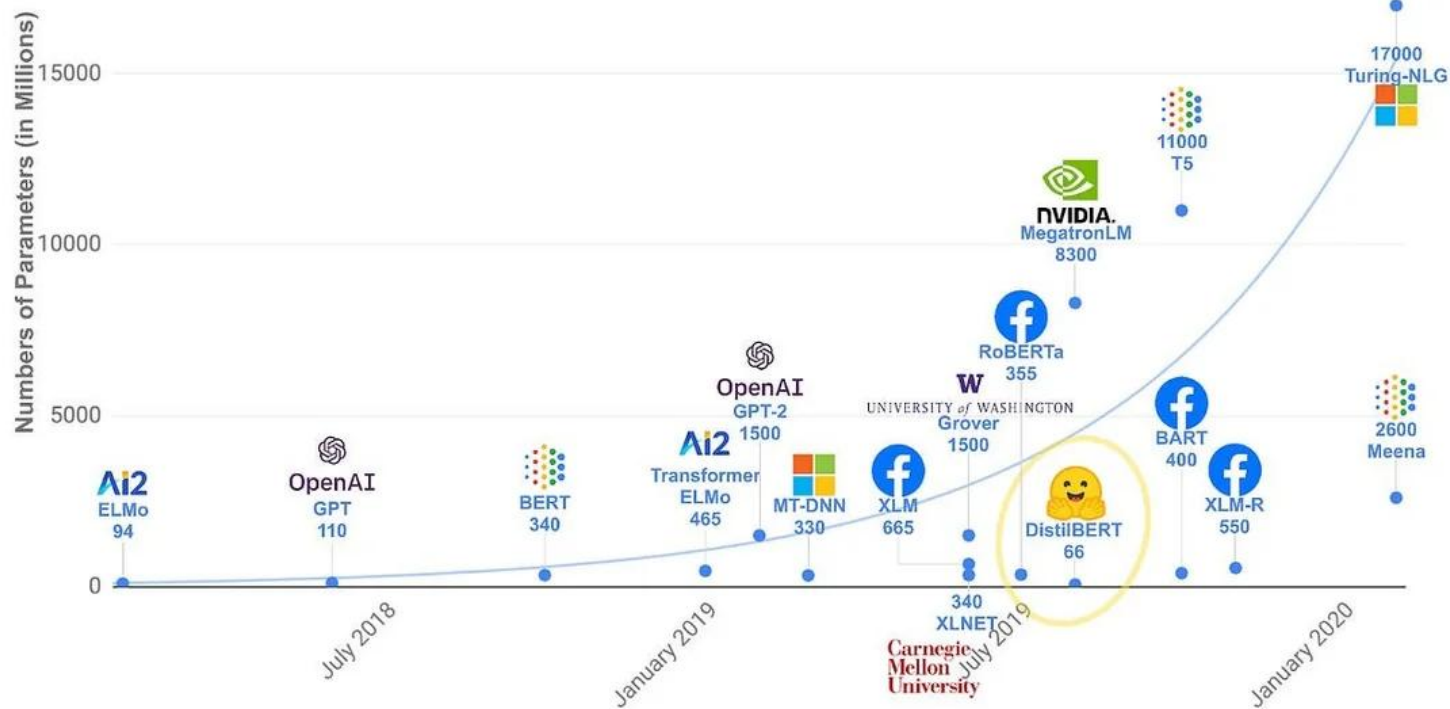 Numbers of Parameters (in Millions)
15000
10000
5000
0
July 2018
January 2019
July 2019
January 2020
Ai2
ELMo
94
OpenAI
GPT
110
BERT
340
Ai2
Transformer
ELMo
465
OpenAI
GPT-2
1500
MT-DNN
330
XLM
665
W
UNIVERSITY of WASHINGTON
Grover
1500
340
XLNET
Carnegie
Mellon
University
RoBERTa
355
NVIDIA.
MegatronLM
8300
DistilBERT
66
11000
T5
BART
400
XLM-R
550
17000
Turing-NLG
2600
Meena